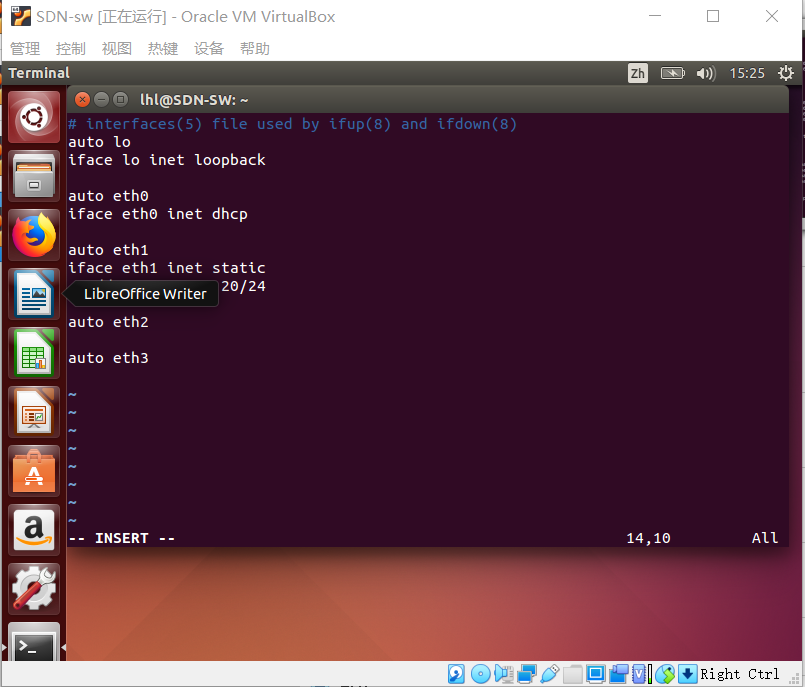 SDN-sw [正在运行] - Oracle VM VirtualBox
管理 控制 视图 热键 设备 帮助
Terminal Zh 15:25
lhl@SDN-SW: ~
# interfaces(5) file used by ifup(8) and ifdown(8)
auto lo
iface lo inet loopback
auto eth0
iface eth0 inet dhcp
auto eth1
iface eth1 inet static
20/24
LibreOffice Writer
auto eth2
auto eth3
~
~
~
~
~
~
~
~
-- INSERT -- 14,10 All
Right Ctrl